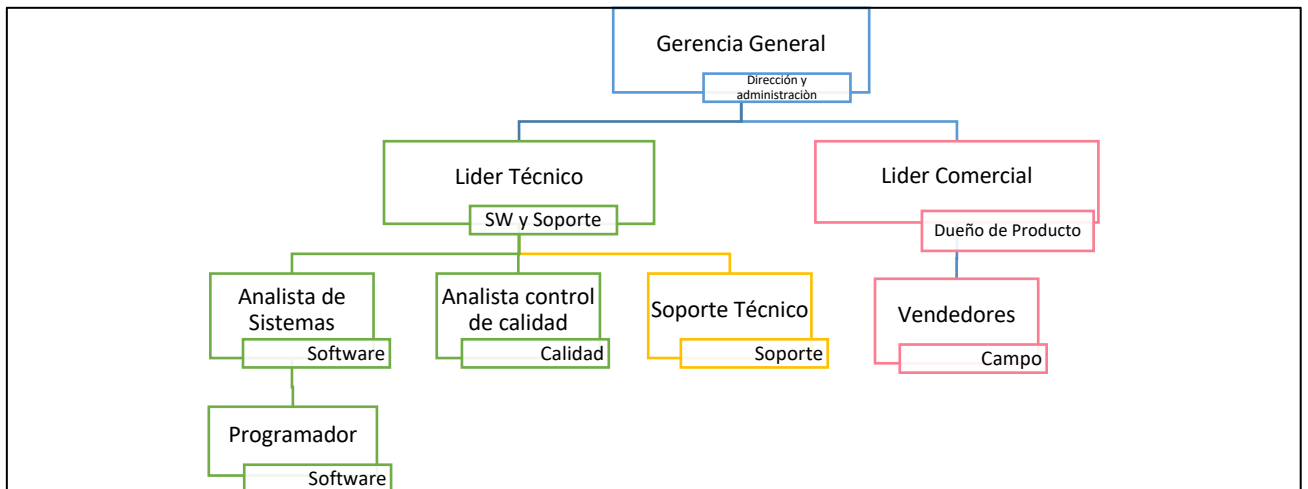 Gerencia General
Dirección y
administraciòn
Lider Técnico
SW y Soporte
Lider Comercial
Dueño de Producto
Analista de
Sistemas
Software
Analista control
de calidad
Calidad
Soporte Técnico
Soporte
Vendedores
Campo
Programador
Software